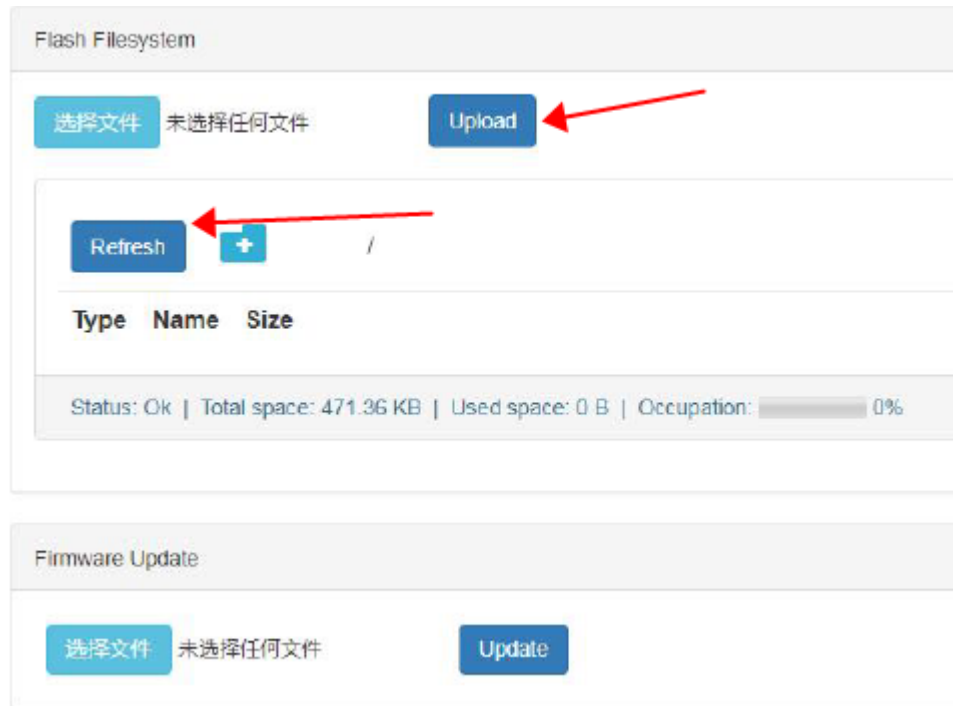 Flash Filesystem
选择文件 未选择任何文件 Upload
Refresh + /
Type Name Size
Status: Ok | Total space: 471.36 KB | Used space: 0 B | Occupation: 0%
Firmware Update
选择文件 未选择任何文件 Update